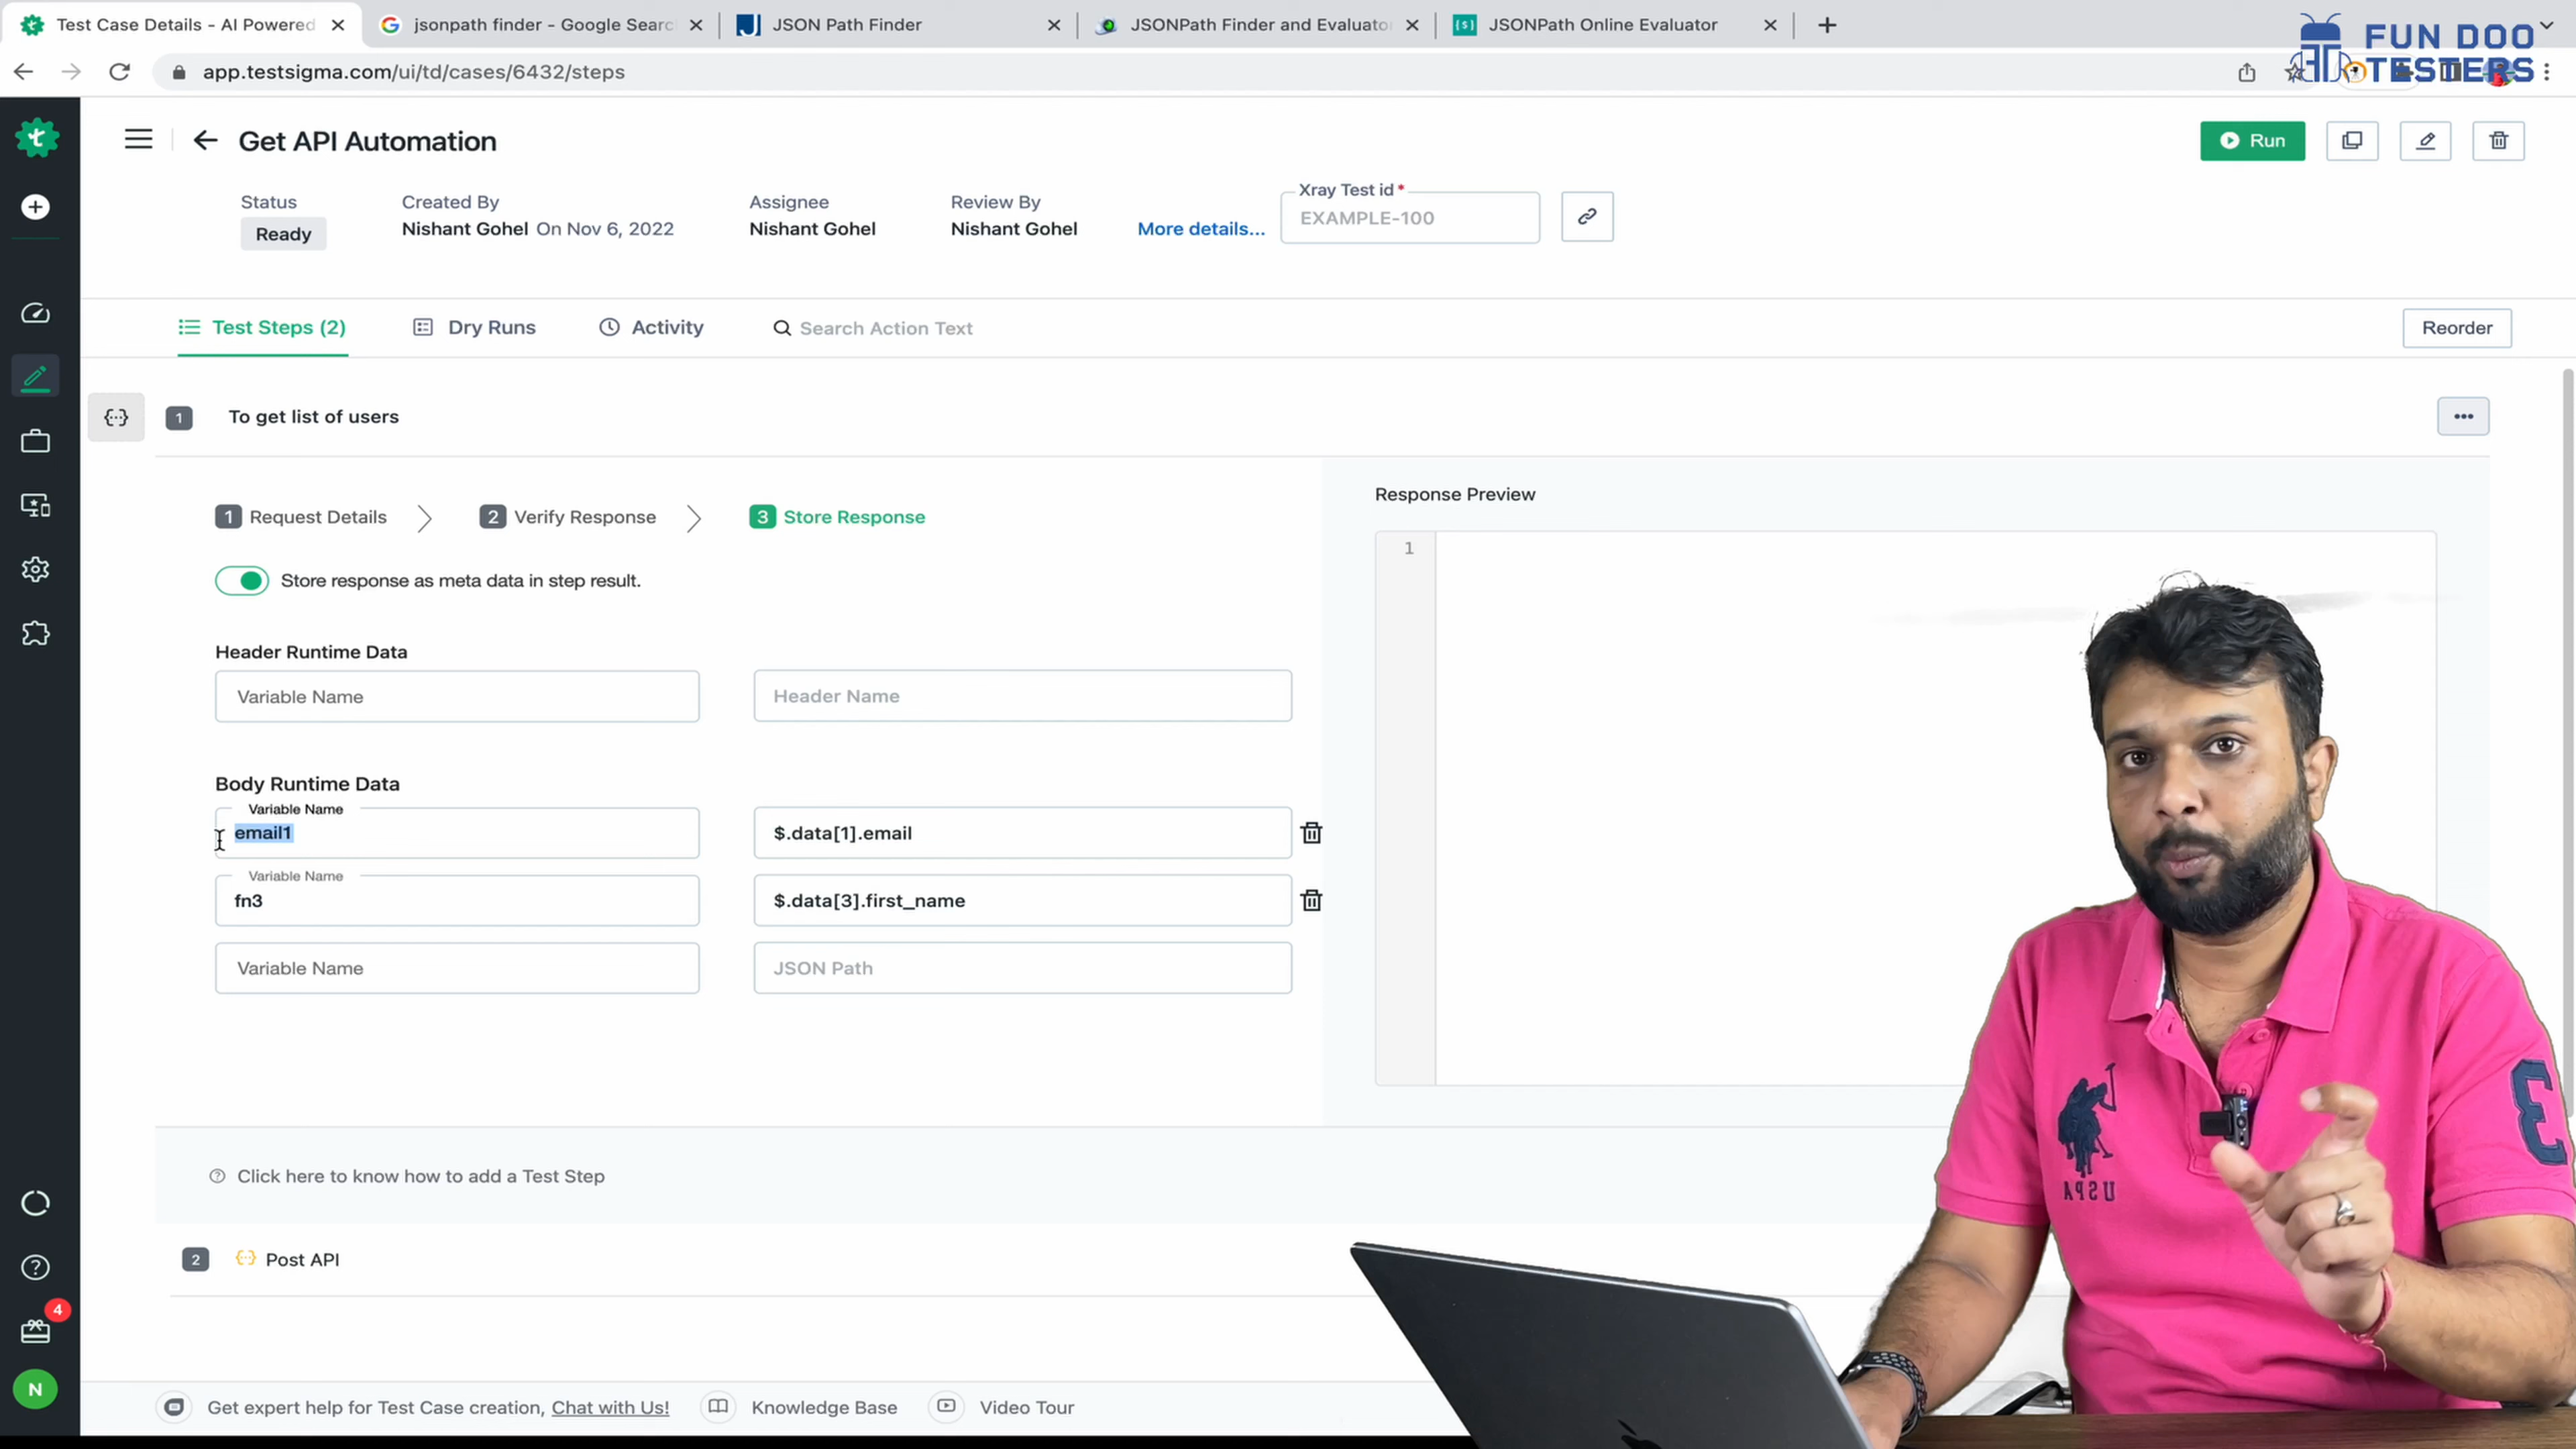 Test Case Details - AI Powered
jsonpath finder - Google Searc
JSON Path Finder
JSONPath Finder and Evaluator
JSONPath Online Evaluator
FUN DOO
TESTERS
app.testsigma.com/ui/td/cases/6432/steps
Get API Automation
Run
Status
Ready
Created By
Nishant Gohel On Nov 6, 2022
Assignee
Nishant Gohel
Review By
Nishant Gohel
More details...
Xray Test id *
EXAMPLE-100
Test Steps (2)
Dry Runs
Activity
Search Action Text
Reorder
1
To get list of users
1 Request Details
2 Verify Response
3 Store Response
Store response as meta data in step result.
Header Runtime Data
Variable Name
Header Name
Body Runtime Data
Variable Name
email1
$.data[1].email
Variable Name
fn3
$.data[3].first_name
Variable Name
JSON Path
Response Preview
1
3
USPA
Click here to know how to add a Test Step
2
Post API
4
N
Get expert help for Test Case creation, Chat with Us!
Knowledge Base
Video Tour